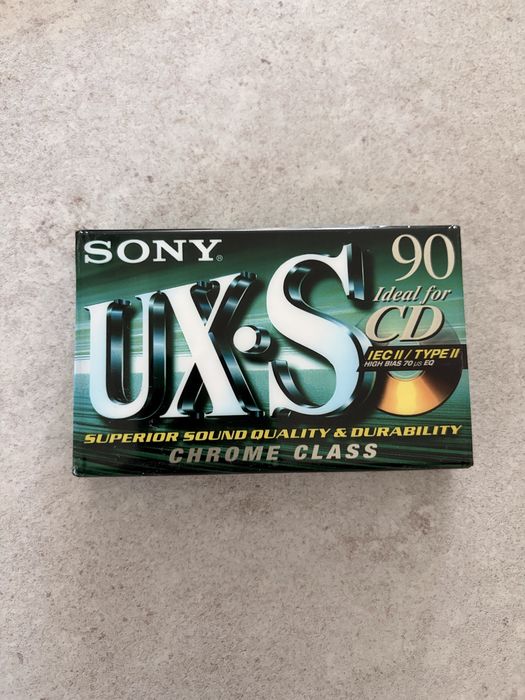 SONY®
90
UX·S
Ideal for
CD
IEC II / TYPE II
HIGH BIAS 70 µs EQ
SUPERIOR SOUND QUALITY & DURABILITY
CHROME CLASS